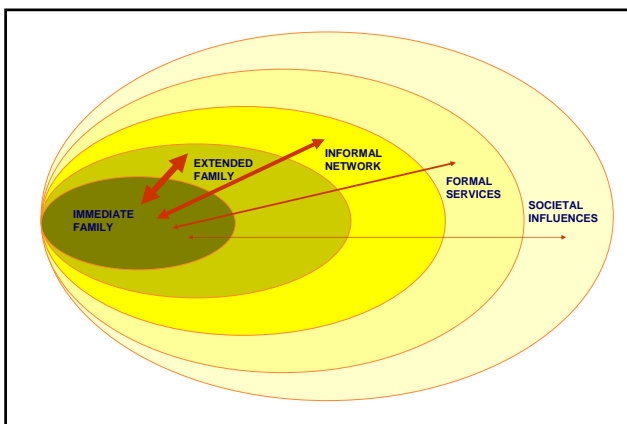 EXTENDED
FAMILY
INFORMAL
NETWORK
FORMAL
SERVICES
SOCIETAL
INFLUENCES
IMMEDIATE
FAMILY